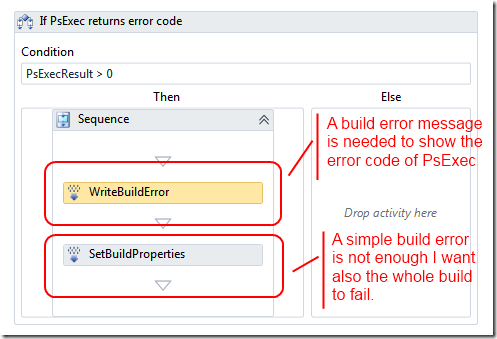 If PsExec returns error code
Condition
PsExecResult > 0
Then
Else
Sequence
A build error message
is needed to show the
error code of PsExec
WriteBuildError
Drop activity here
SetBuildProperties
A simple build error
is not enough I want
also the whole build
to fail.